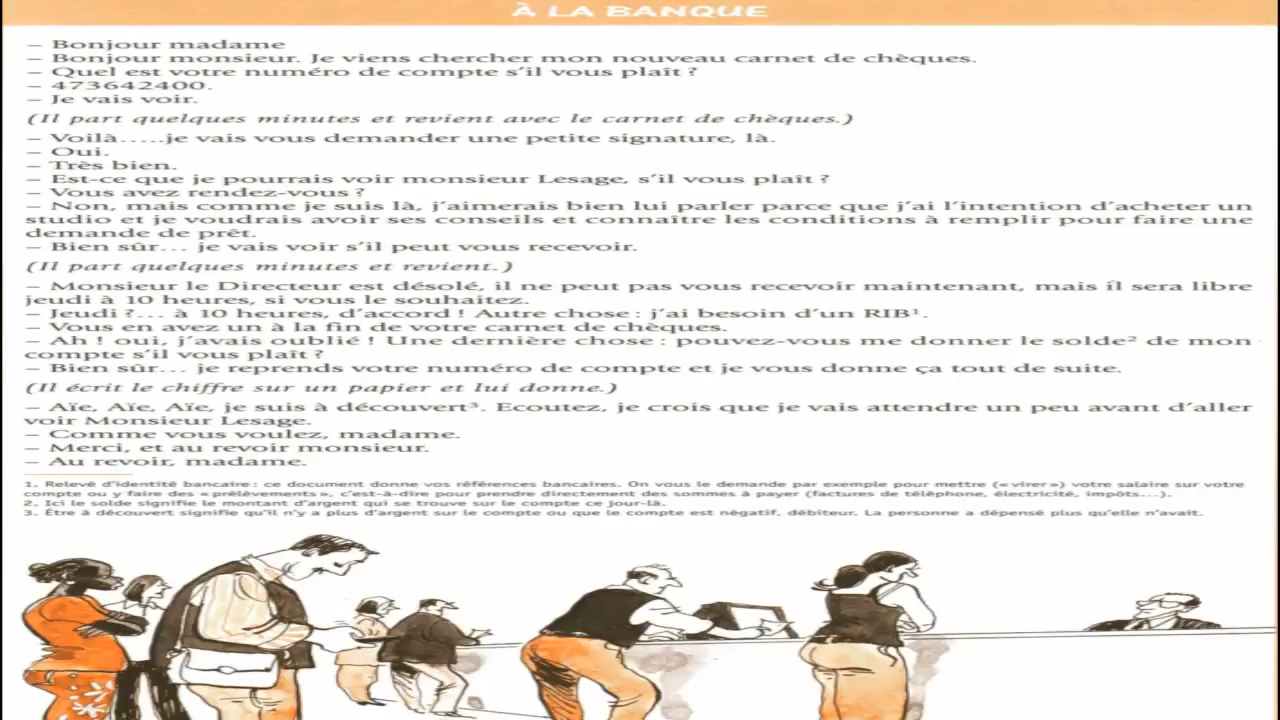 À LA BANQUE
– Bonjour madame
– Bonjour monsieur. Je viens chercher mon nouveau carnet de chèques.
– Quel est votre numéro de compte s'il vous plaît ?
– 473642400.
– Je vais voir.
(Il part quelques minutes et revient avec le carnet de chèques.)
– Voilà.....je vais vous demander une petite signature, là.
– Oui.
– Très bien.
– Est-ce que je pourrais voir monsieur Lesage, s'il vous plaît ?
– Vous avez rendez-vous ?
– Non, mais comme je suis là, j'aimerais bien lui parler parce que j'ai l'intention d'acheter un
studio et je voudrais avoir ses conseils et connaître les conditions à remplir pour faire une
demande de prêt.
– Bien sûr... je vais voir s'il peut vous recevoir.
(Il part quelques minutes et revient.)
– Monsieur le Directeur est désolé, il ne peut pas vous recevoir maintenant, mais il sera libre
jeudi à 10 heures, si vous le souhaitez.
– Jeudi ?... à 10 heures, d'accord ! Autre chose : j'ai besoin d'un RIB¹.
– Vous en avez un à la fin de votre carnet de chèques.
– Ah ! oui, j'avais oublié ! Une dernière chose : pouvez-vous me donner le solde² de mon
compte s'il vous plaît ?
– Bien sûr... je reprends votre numéro de compte et je vous donne ça tout de suite.
(Il écrit le chiffre sur un papier et lui donne.)
– Aïe, Aïe, Aïe, je suis à découvert³. Ecoutez, je crois que je vais attendre un peu avant d'aller
voir Monsieur Lesage.
– Comme vous voulez, madame.
– Merci, et au revoir monsieur.
– Au revoir, madame.
1. Relevé d'identité bancaire : ce document donne vos références bancaires. On vous le demande par exemple pour mettre (« virer ») votre salaire sur votre
compte ou y faire des « prélèvements », c'est-à-dire pour prendre directement des sommes à payer (factures de téléphone, électricité, impôts....).
2. Ici le solde signifie le montant d'argent qui se trouve sur le compte ce jour-là.
3. Être à découvert signifie qu'il n'y a plus d'argent sur le compte ou que le compte est négatif, débiteur. La personne a dépensé plus qu'elle n'avait.